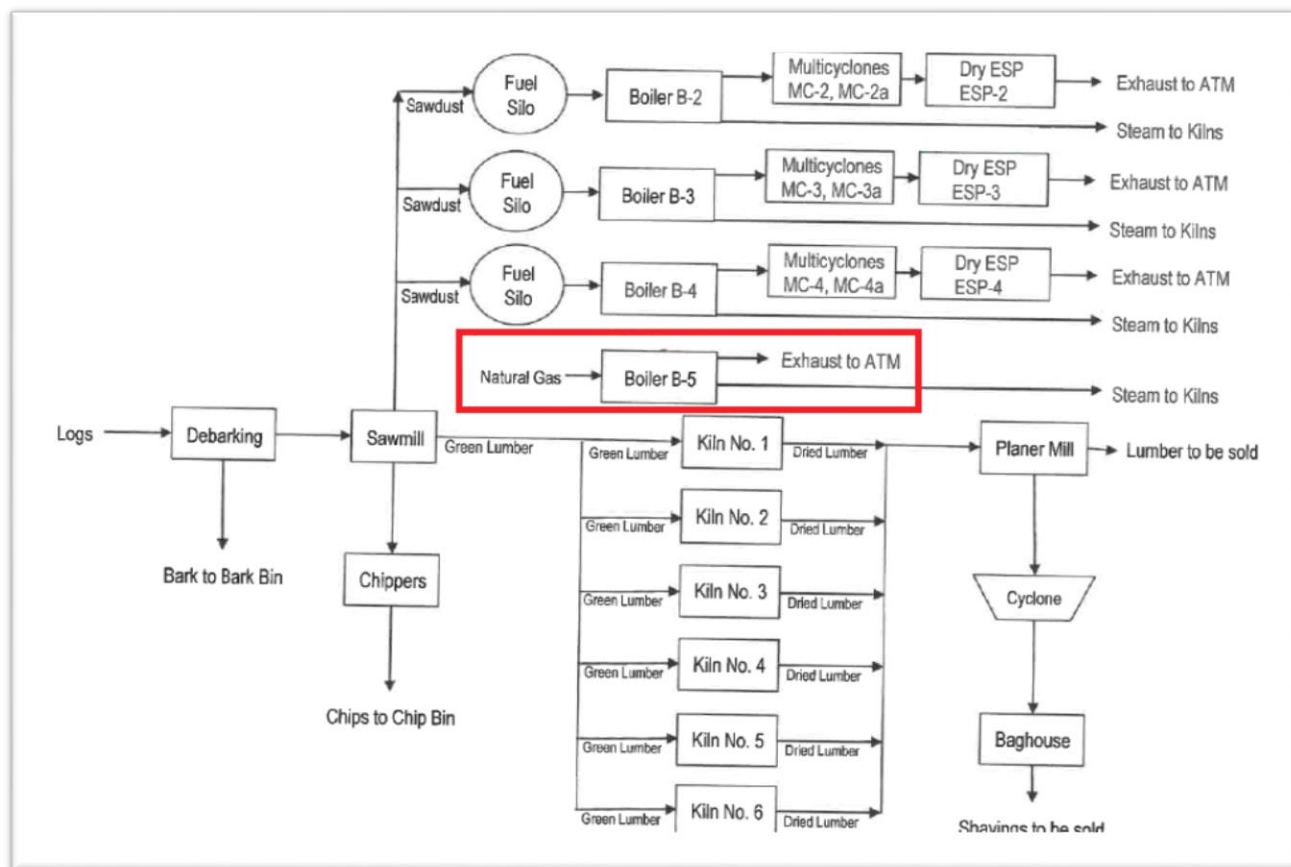 Fuel
Silo
Sawdust
Boiler B-2
Multicyclones
MC-2, MC-2a
Dry ESP
ESP-2
Exhaust to ATM
Steam to Kilns
Fuel
Silo
Sawdust
Boiler B-3
Multicyclones
MC-3, MC-3a
Dry ESP
ESP-3
Exhaust to ATM
Steam to Kilns
Fuel
Silo
Sawdust
Boiler B-4
Multicyclones
MC-4, MC-4a
Dry ESP
ESP-4
Exhaust to ATM
Steam to Kilns
Natural Gas
Boiler B-5
Exhaust to ATM
Steam to Kilns
Logs
Debarking
Sawmill
Green Lumber
Green Lumber
Kiln No. 1
Dried Lumber
Planer Mill
Lumber to be sold
Green Lumber
Kiln No. 2
Dried Lumber
Bark to Bark Bin
Chippers
Green Lumber
Kiln No. 3
Dried Lumber
Cyclone
Green Lumber
Kiln No. 4
Dried Lumber
Chips to Chip Bin
Green Lumber
Kiln No. 5
Dried Lumber
Baghouse
Green Lumber
Kiln No. 6
Dried Lumber
Shavings to be sold